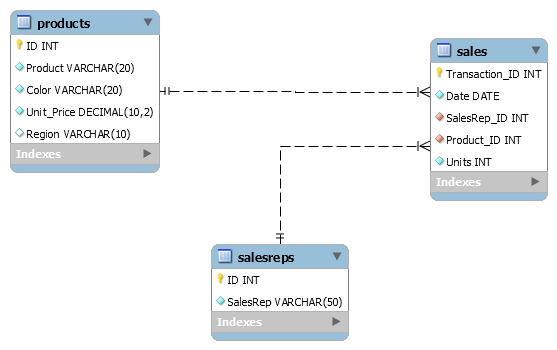 products
ID INT
Product VARCHAR(20)
Color VARCHAR(20)
Unit_Price DECIMAL(10,2)
Region VARCHAR(10)
Indexes
sales
Transaction_ID INT
Date DATE
SalesRep_ID INT
Product_ID INT
Units INT
Indexes
salesreps
ID INT
SalesRep VARCHAR(50)
Indexes